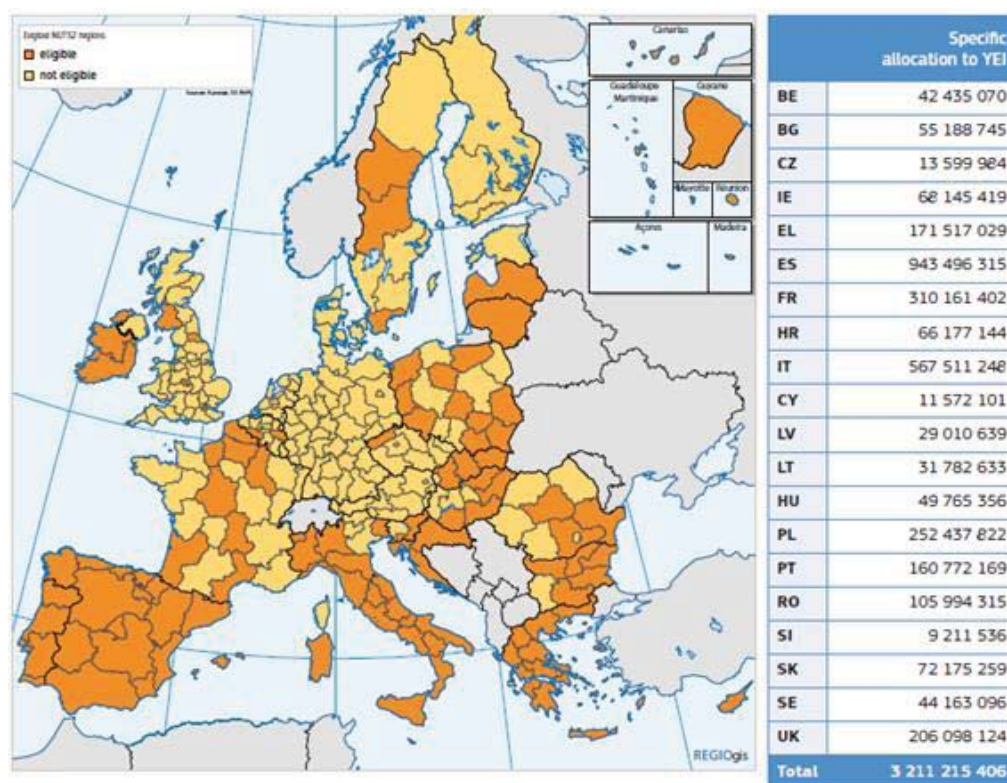 Eligible NUTS2 regions
eligible
not eligible
Canarias
Guadeloupe
Martinique
Guyane
Mayotte
Réunion
Açores
Madeira
REGIOgis
Specific
allocation to YEI
BE 42 435 070
BG 55 188 745
CZ 13 599 984
IE 68 145 419
EL 171 517 029
ES 943 496 315
FR 310 161 402
HR 66 177 144
IT 567 511 248
CY 11 572 101
LV 29 010 639
LT 31 782 633
HU 49 765 356
PL 252 437 822
PT 160 772 169
RO 105 994 315
SI 9 211 536
SK 72 175 259
SE 44 163 096
UK 206 098 124
Total 3 211 215 406